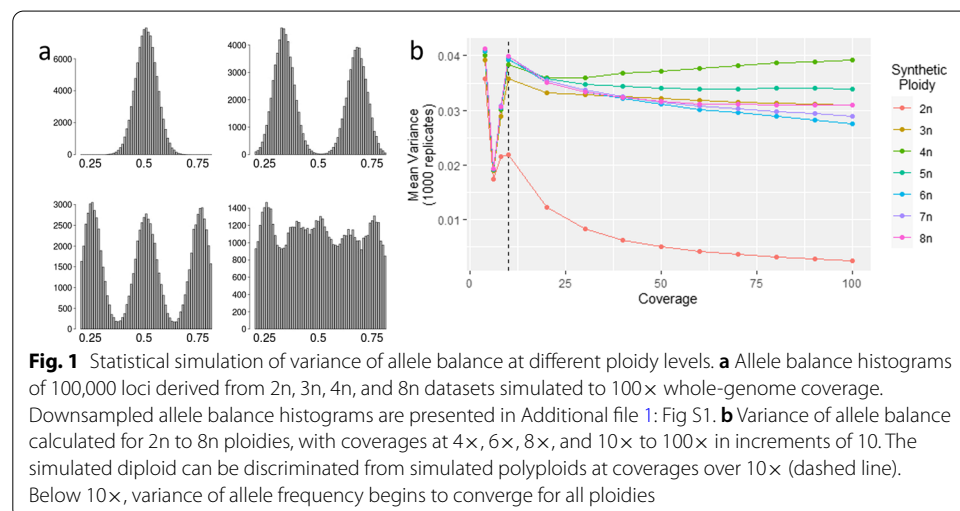 a
6000
4000
2000
0
0.25 0.5 0.75
4000
3000
2000
1000
0
0.25 0.5 0.75
3000
2500
2000
1500
1000
500
0
0.25 0.5 0.75
1400
1200
1000
800
600
400
200
0
0.25 0.5 0.75
b
Mean Variance
(1000 replicates)
0.04
0.03
0.02
0.01
0 25 50 75 100
Coverage
Synthetic
Ploidy
2n
3n
4n
5n
6n
7n
8n
Fig. 1 Statistical simulation of variance of allele balance at different ploidy levels. a Allele balance histograms
of 100,000 loci derived from 2n, 3n, 4n, and 8n datasets simulated to 100× whole-genome coverage.
Downsampled allele balance histograms are presented in Additional file 1: Fig S1. b Variance of allele balance
calculated for 2n to 8n ploidies, with coverages at 4×, 6×, 8×, and 10× to 100× in increments of 10. The
simulated diploid can be discriminated from simulated polyploids at coverages over 10× (dashed line).
Below 10×, variance of allele frequency begins to converge for all ploidies